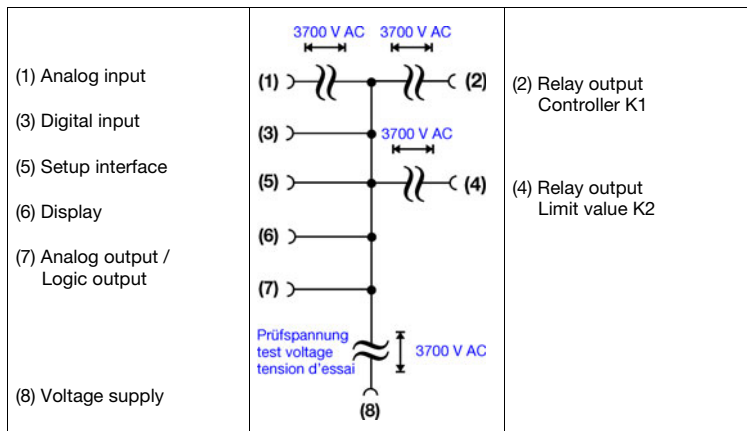 (1) Analog input
(3) Digital input
(5) Setup interface
(6) Display
(7) Analog output /
Logic output
(8) Voltage supply
3700 V AC
3700 V AC
(1)
(2)
(3)
3700 V AC
(5)
(4)
(6)
(7)
Prüfspannung
test voltage
tension d'essai
3700 V AC
(8)
(2) Relay output
Controller K1
(4) Relay output
Limit value K2